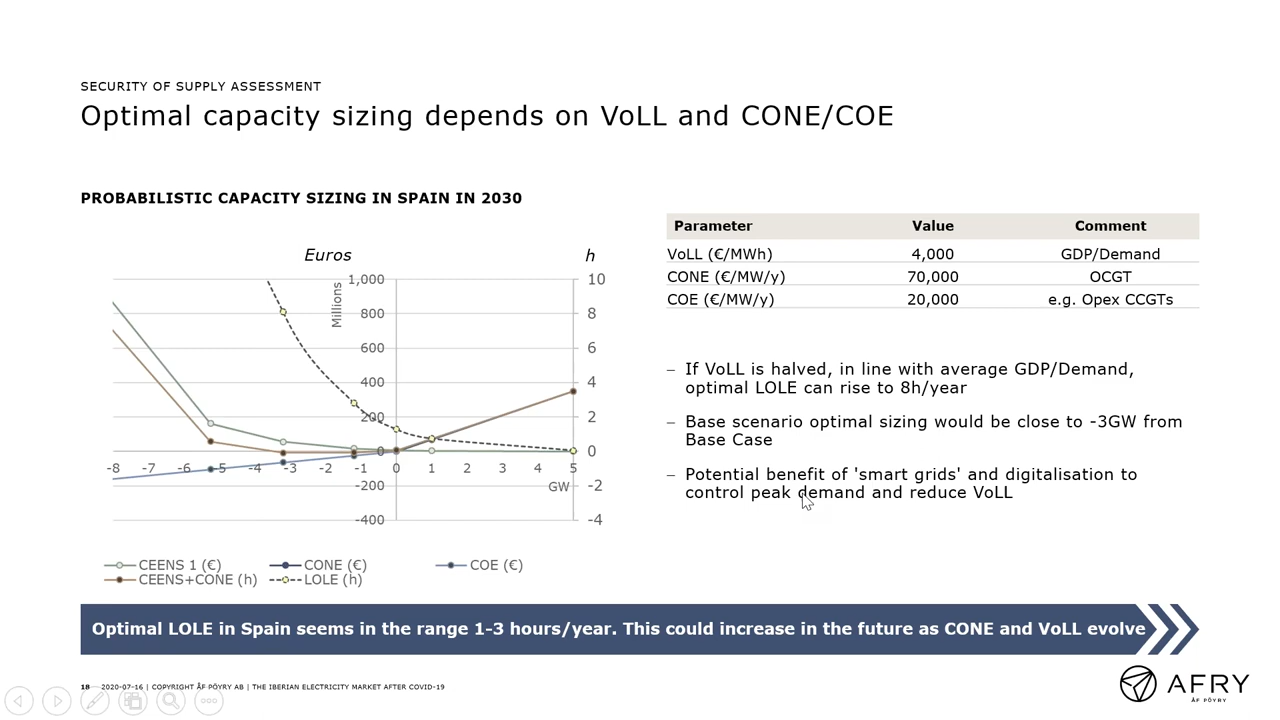 SECURITY OF SUPPLY ASSESSMENT
Optimal capacity sizing depends on VoLL and CONE/COE
PROBABILISTIC CAPACITY SIZING IN SPAIN IN 2030
Euros
h
Millions
1,000
800
600
400
200
0
-200
-400
10
8
6
4
2
0
-2
-4
-8 -7 -6 -5 -4 -3 -2 -1 0 1 2 3 4 5
GW
CEENS 1 (€) CONE (€) COE (€)
CEENS+CONE (h) LOLE (h)
Parameter Value Comment
VoLL (€/MWh) 4,000 GDP/Demand
CONE (€/MW/y) 70,000 OCGT
COE (€/MW/y) 20,000 e.g. Opex CCGTs
– If VoLL is halved, in line with average GDP/Demand,
optimal LOLE can rise to 8h/year
– Base scenario optimal sizing would be close to -3GW from
Base Case
– Potential benefit of 'smart grids' and digitalisation to
control peak demand and reduce VoLL
Optimal LOLE in Spain seems in the range 1-3 hours/year. This could increase in the future as CONE and VoLL evolve
18 2020-07-16 | COPYRIGHT ÅF PÖYRY AB | THE IBERIAN ELECTRICITY MARKET AFTER COVID-19
AFRY
ÅF PÖYRY